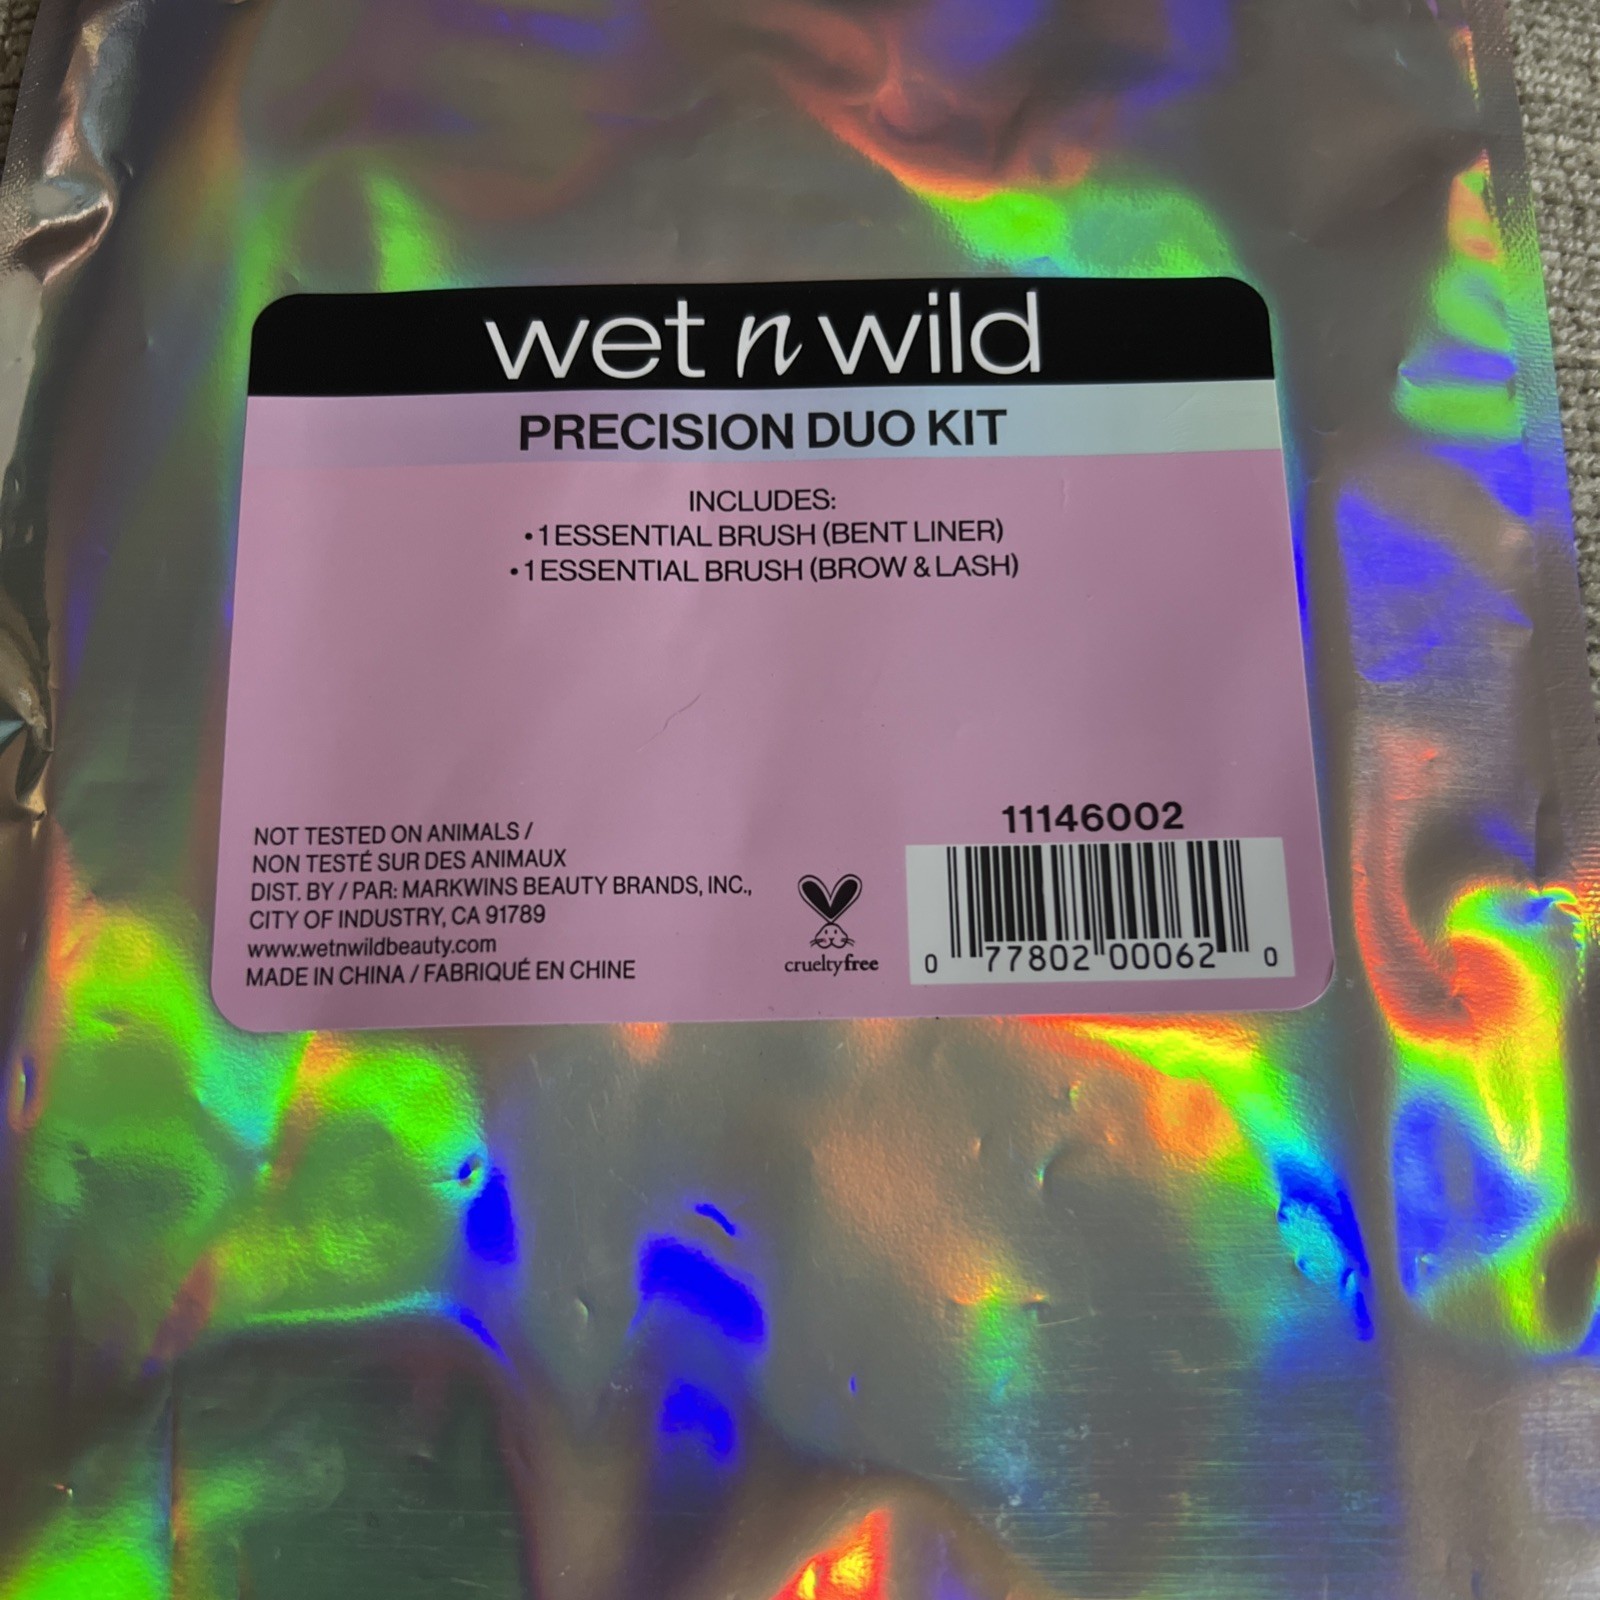 wet n wild
PRECISION DUO KIT
INCLUDES:
• 1 ESSENTIAL BRUSH (BENT LINER)
• 1 ESSENTIAL BRUSH (BROW & LASH)
NOT TESTED ON ANIMALS /
NON TESTÉ SUR DES ANIMAUX
DIST. BY / PAR: MARKWINS BEAUTY BRANDS, INC.,
CITY OF INDUSTRY, CA 91789
www.wetnwildbeauty.com
MADE IN CHINA / FABRIQUÉ EN CHINE
crueltyfree
11146002
0 77802 00062 0